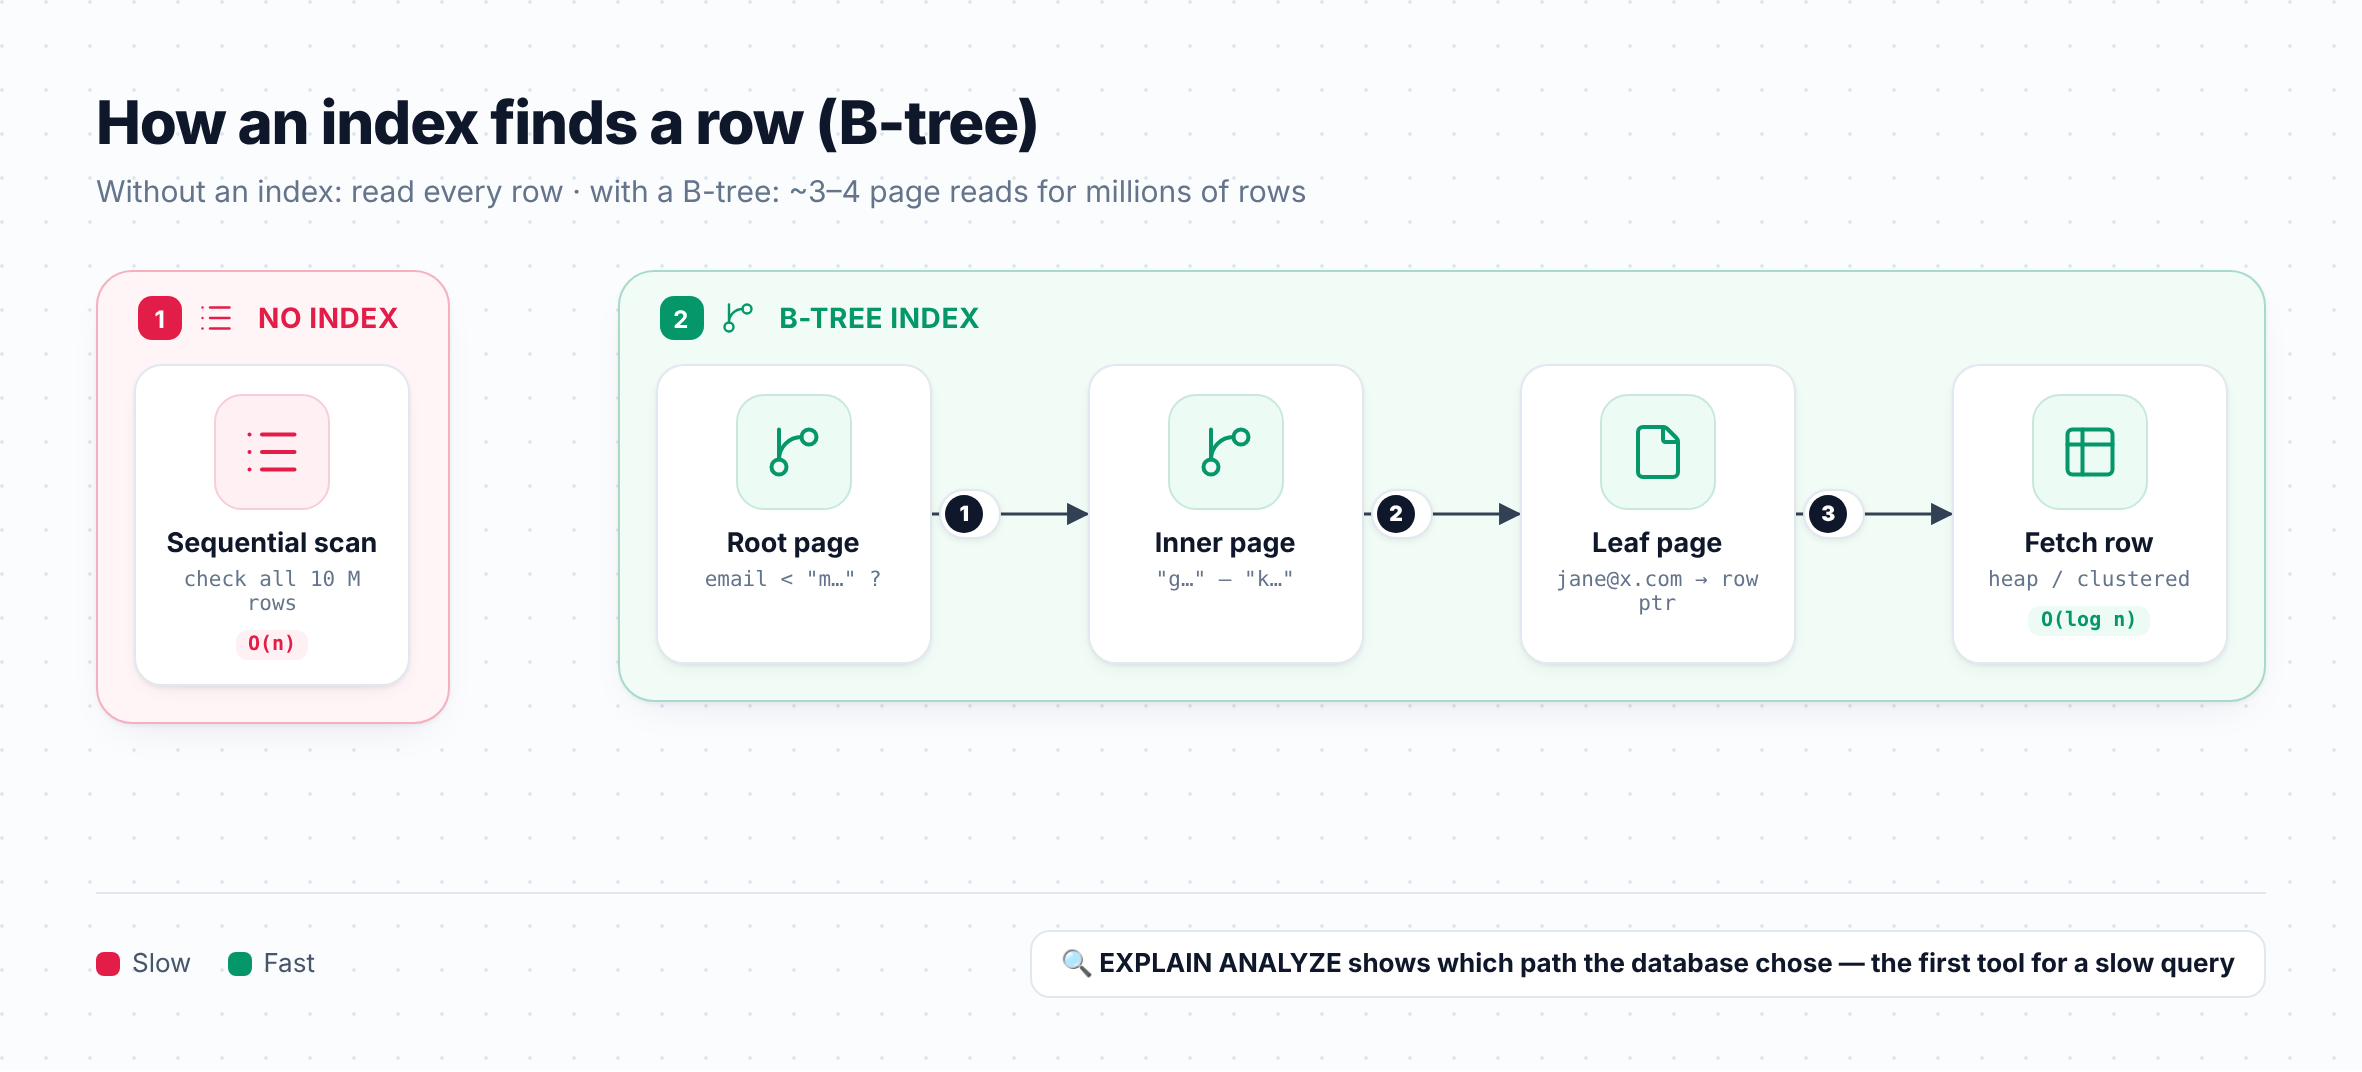 How an index finds a row (B-tree)
Without an index: read every row · with a B-tree: ~3–4 page reads for millions of rows
1 NO INDEX
Sequential scan
check all 10 M
rows
O(n)
2 B-TREE INDEX
Root page
email < "m…" ?
1
Inner page
"g…" – "k…"
2
Leaf page
jane@x.com → row
ptr
3
Fetch row
heap / clustered
O(log n)
Slow
Fast
🔍 EXPLAIN ANALYZE shows which path the database chose — the first tool for a slow query